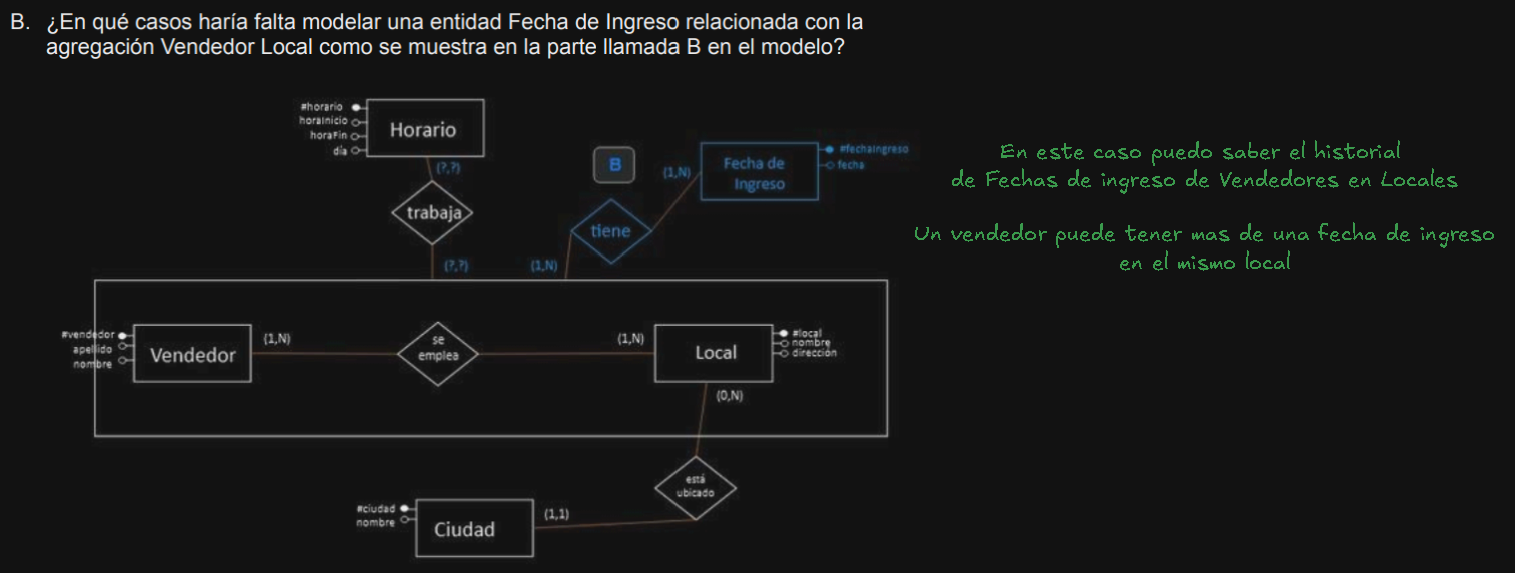 B. ¿En qué casos haría falta modelar una entidad Fecha de Ingreso relacionada con la
agregación Vendedor Local como se muestra en la parte llamada B en el modelo?
#horario
horaInicio
horaFin
día
Horario
(?,?)
trabaja
(?,?)
B
Fecha de
Ingreso
#fechaIngreso
fecha
(1,N)
tiene
(1,N)
En este caso puedo saber el historial
de Fechas de ingreso de Vendedores en Locales
Un vendedor puede tener mas de una fecha de ingreso
en el mismo local
#vendedor
apellido
nombre
Vendedor
(1,N)
se
emplea
(1,N)
Local
#local
nombre
dirección
(0,N)
está
ubicado
#ciudad
nombre
Ciudad
(1,1)